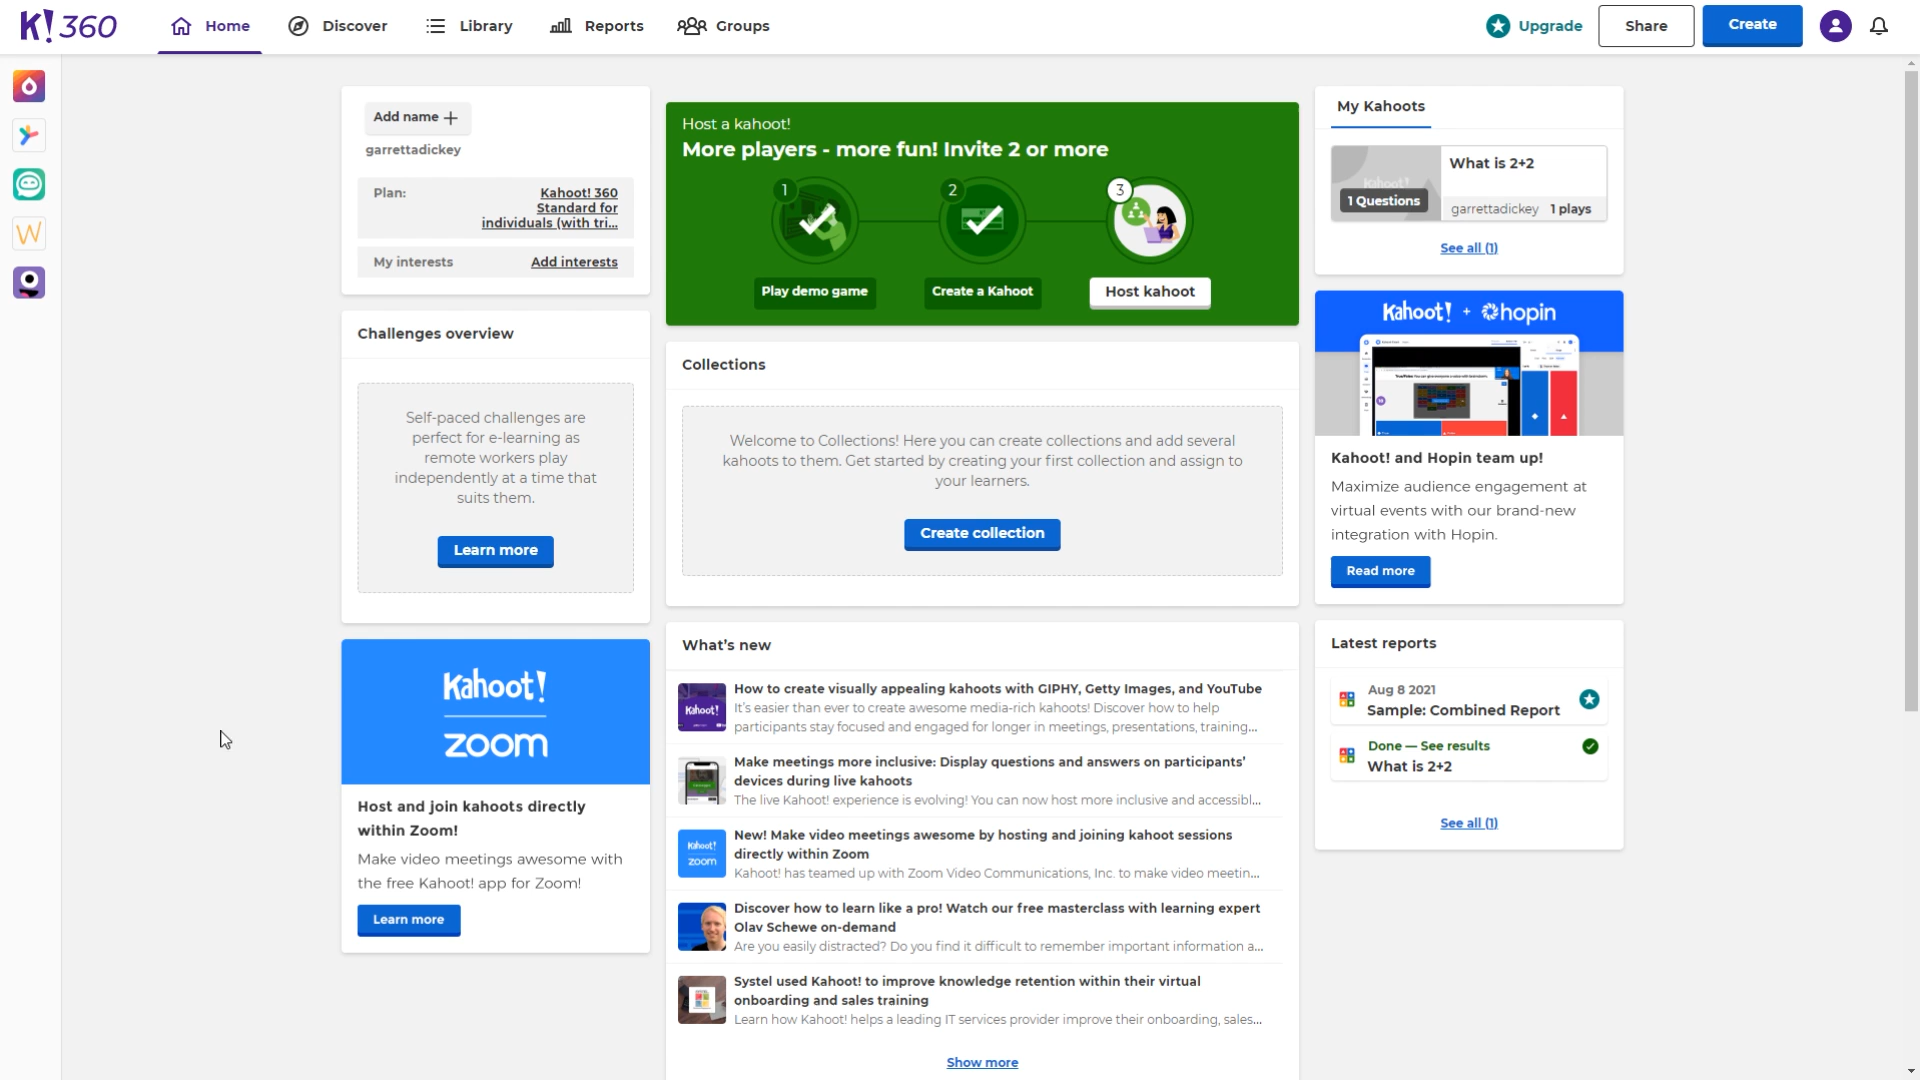 K! 360
Home
Discover
Library
Reports
Groups
Upgrade
Share
Create
Add name
garrettadickey
Plan:
Kahoot! 360
Standard for
individuals (with tri...
My interests
Add interests
Challenges overview
Self-paced challenges are
perfect for e-learning as
remote workers play
independently at a time that
suits them.
Learn more
Kahoot!
zoom
Host and join kahoots directly
within Zoom!
Make video meetings awesome with
the free Kahoot! app for Zoom!
Learn more
Host a kahoot!
More players - more fun! Invite 2 or more
1
2
3
Play demo game
Create a Kahoot
Host kahoot
Collections
Welcome to Collections! Here you can create collections and add several
kahoots to them. Get started by creating your first collection and assign to
your learners.
Create collection
What's new
Kahoot!
How to create visually appealing kahoots with GIPHY, Getty Images, and YouTube
It's easier than ever to create awesome media-rich kahoots! Discover how to help
participants stay focused and engaged for longer in meetings, presentations, training...
Make meetings more inclusive: Display questions and answers on participants'
devices during live kahoots
The live Kahoot! experience is evolving! You can now host more inclusive and accessibl...
Kahoot!
zoom
New! Make video meetings awesome by hosting and joining kahoot sessions
directly within Zoom
Kahoot! has teamed up with Zoom Video Communications, Inc. to make video meetin...
Discover how to learn like a pro! Watch our free masterclass with learning expert
Olav Schewe on-demand
Are you easily distracted? Do you find it difficult to remember important information a...
Systel used Kahoot! to improve knowledge retention within their virtual
onboarding and sales training
Learn how Kahoot! helps a leading IT services provider improve their onboarding, sales...
Show more
My Kahoots
Kahoot!
1 Questions
What is 2+2
garrettadickey 1 plays
See all (1)
Kahoot! + hopin
Kahoot! and Hopin team up!
Maximize audience engagement at
virtual events with our brand-new
integration with Hopin.
Read more
Latest reports
Aug 8 2021
Sample: Combined Report
Done — See results
What is 2+2
See all (1)